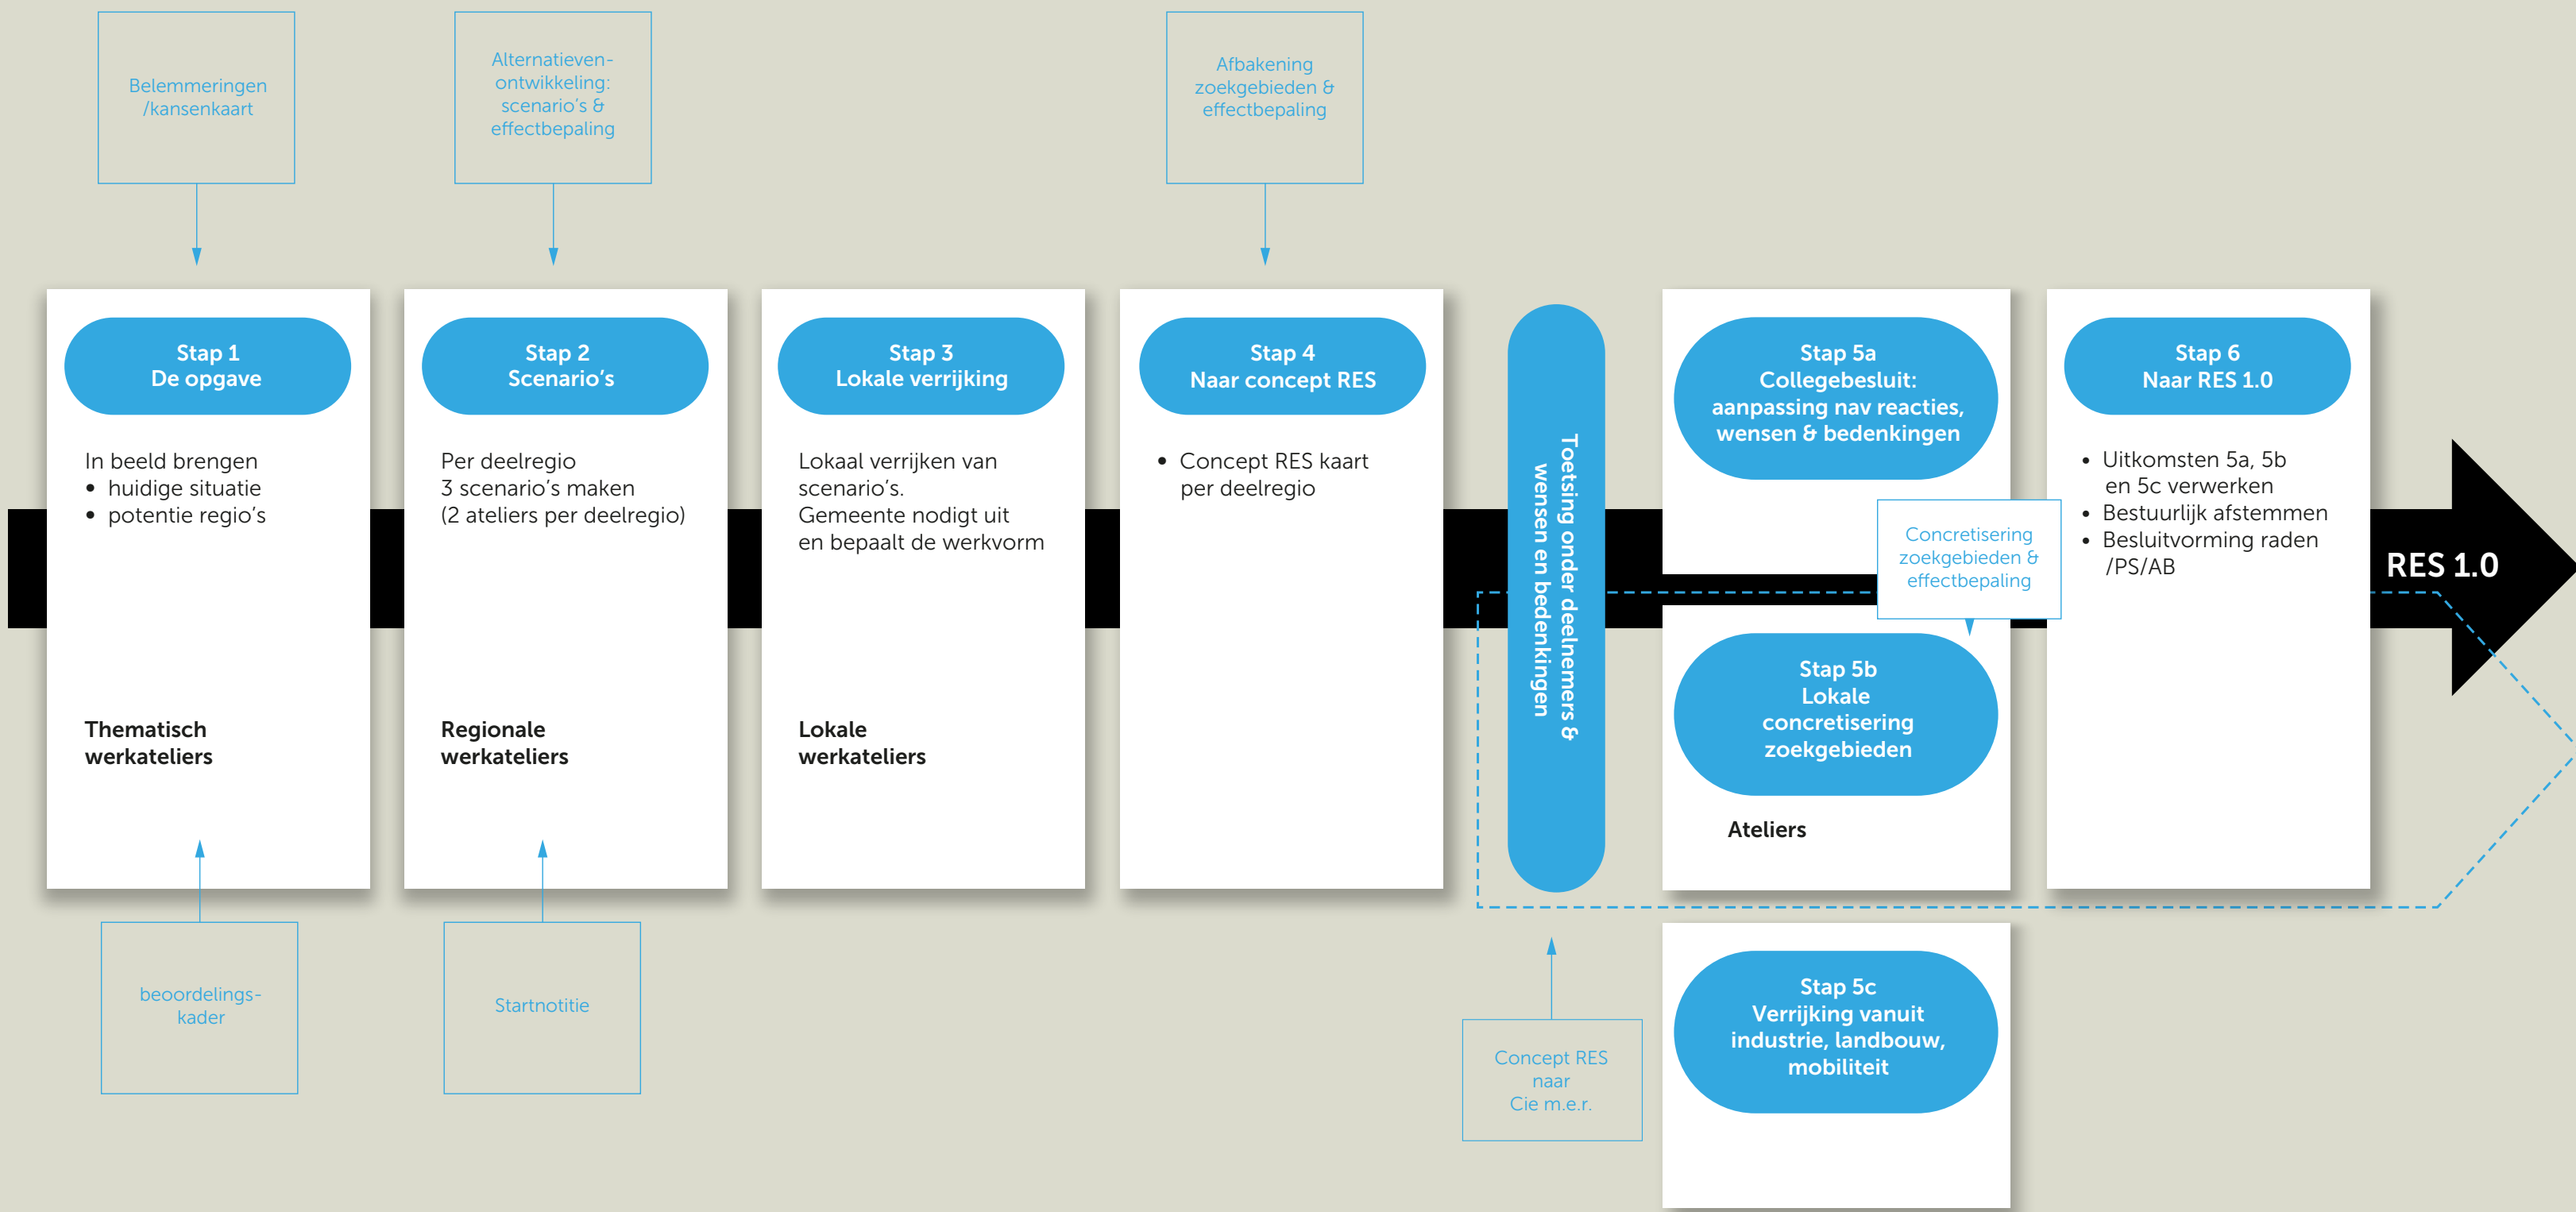 Belemmeringen
/kansenkaart
Alternatieven-
ontwikkeling:
scenario's &
effectbepaling
Afbakening
zoekgebieden &
effectbepaling
Stap 1
De opgave
In beeld brengen
• huidige situatie
• potentie regio's
Thematisch
werkateliers
Stap 2
Scenario's
Per deelregio
3 scenario's maken
(2 ateliers per deelregio)
Regionale
werkateliers
Stap 3
Lokale verrijking
Lokaal verrijken van
scenario's.
Gemeente nodigt uit
en bepaalt de werkvorm
Lokale
werkateliers
Stap 4
Naar concept RES
• Concept RES kaart
per deelregio
Toetsing onder deelnemers &
wensen en bedenkingen
Stap 5a
Collegebesluit:
aanpassing nav reacties,
wensen & bedenkingen
Concretisering
zoekgebieden &
effectbepaling
Stap 5b
Lokale
concretisering
zoekgebieden
Ateliers
Stap 5c
Verrijking vanuit
industrie, landbouw,
mobiliteit
Stap 6
Naar RES 1.0
• Uitkomsten 5a, 5b
en 5c verwerken
• Bestuurlijk afstemmen
• Besluitvorming raden
/PS/AB
RES 1.0
beoordelings-
kader
Startnotitie
Concept RES
naar
Cie m.e.r.